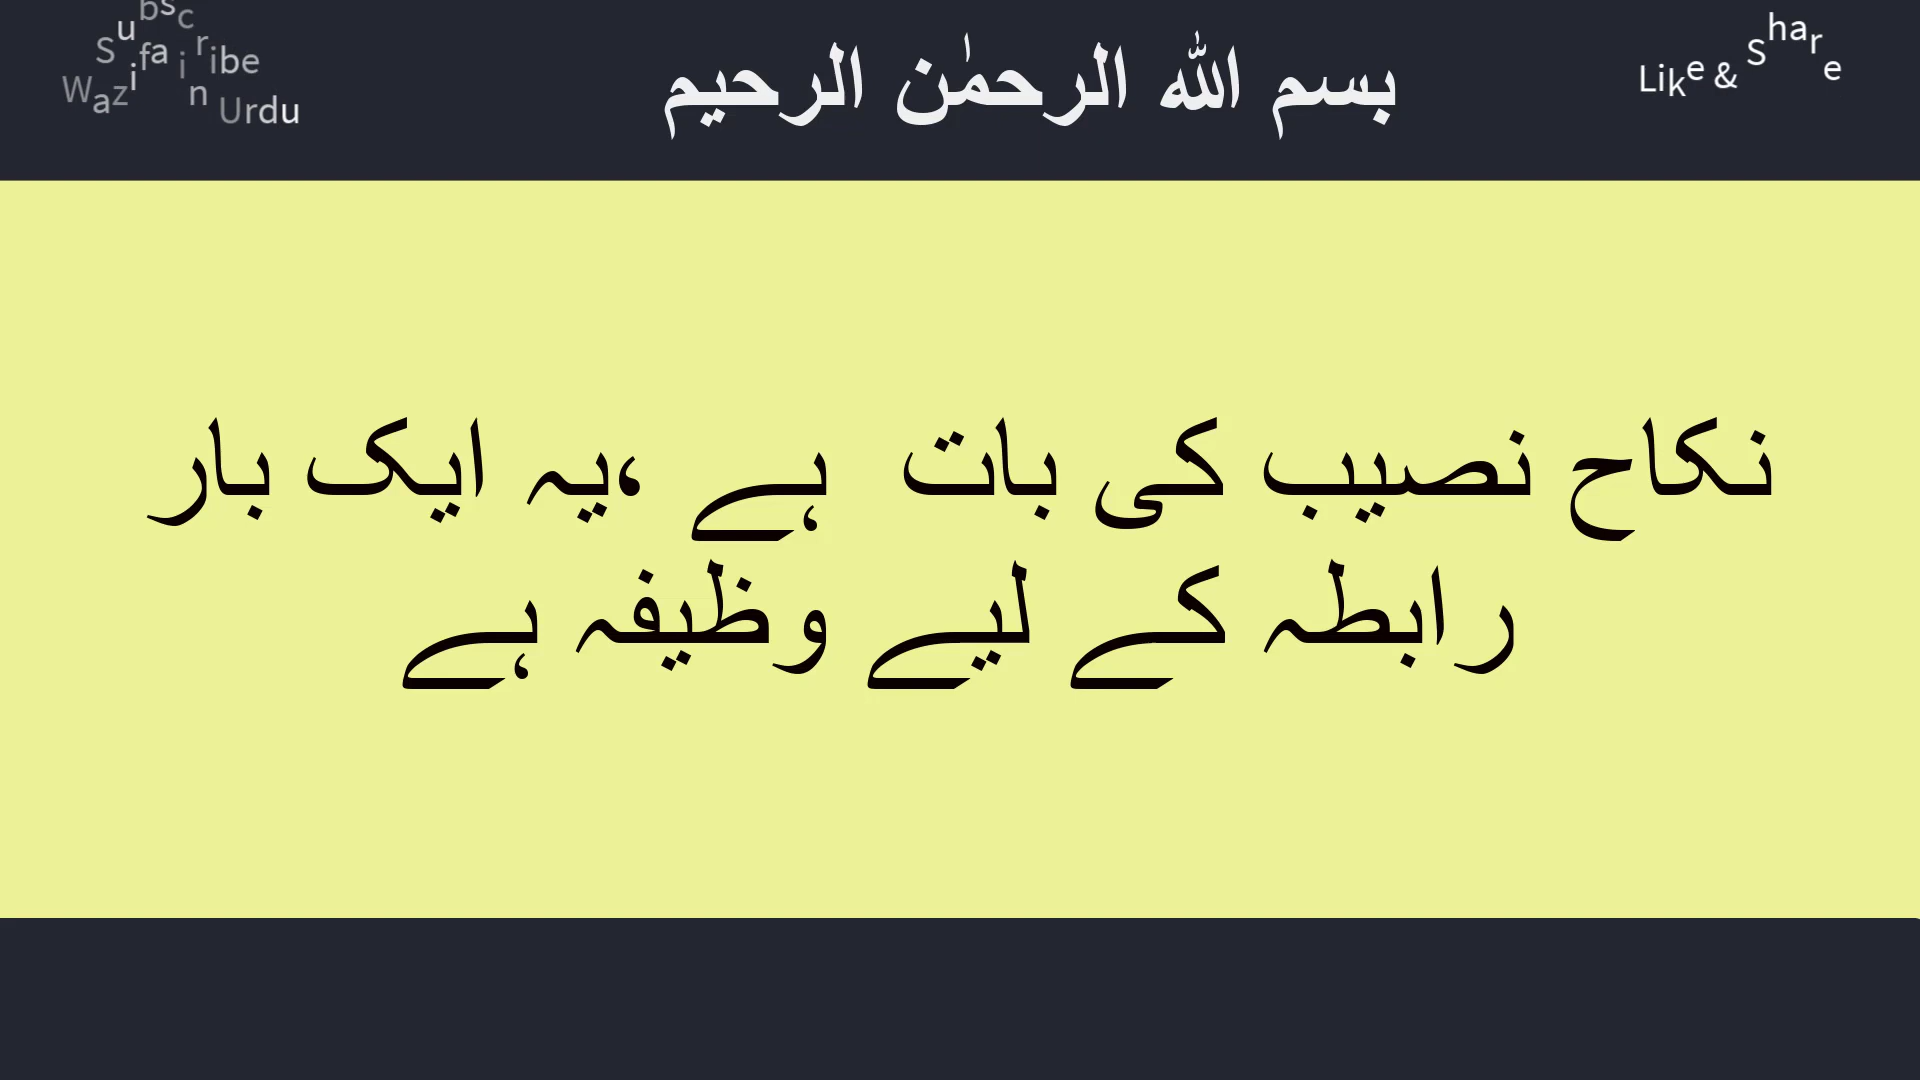 Subscribe
Wazifa in Urdu
بسم اللہ الرحمٰن الرحیم
Like & Share
نکاح نصیب کی بات ہے ،یہ ایک بار
رابطہ کے لیے وظیفہ ہے